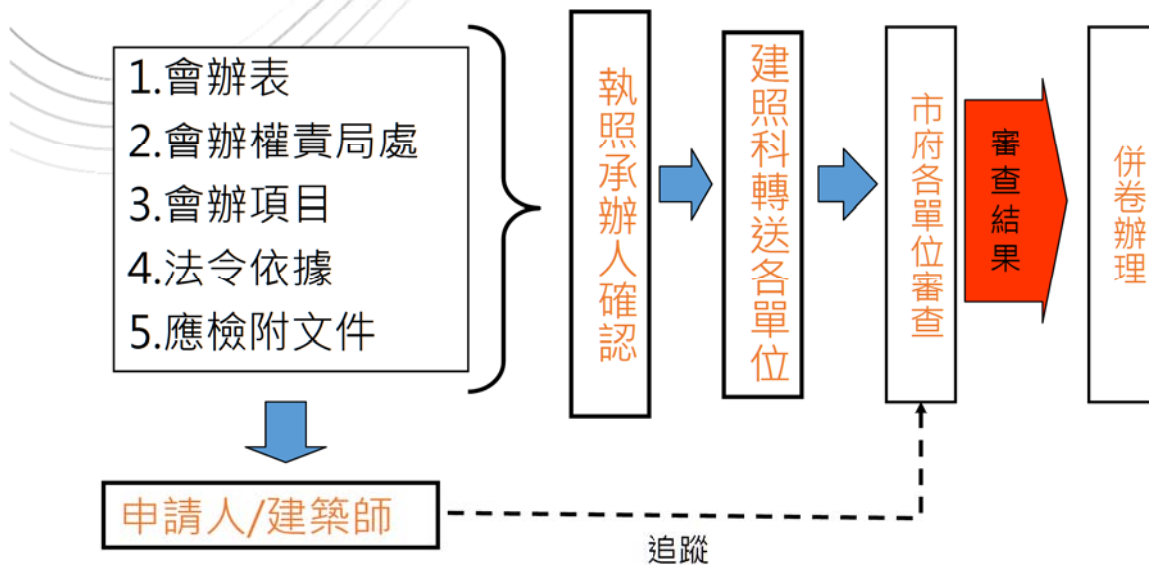 1.會辦表
2.會辦權責局處
3.會辦項目
4.法令依據
5.應檢附文件
執照承辦人確認
建照科轉送各單位
市府各單位審查
審查結果
併卷辦理
申請人/建築師
追蹤